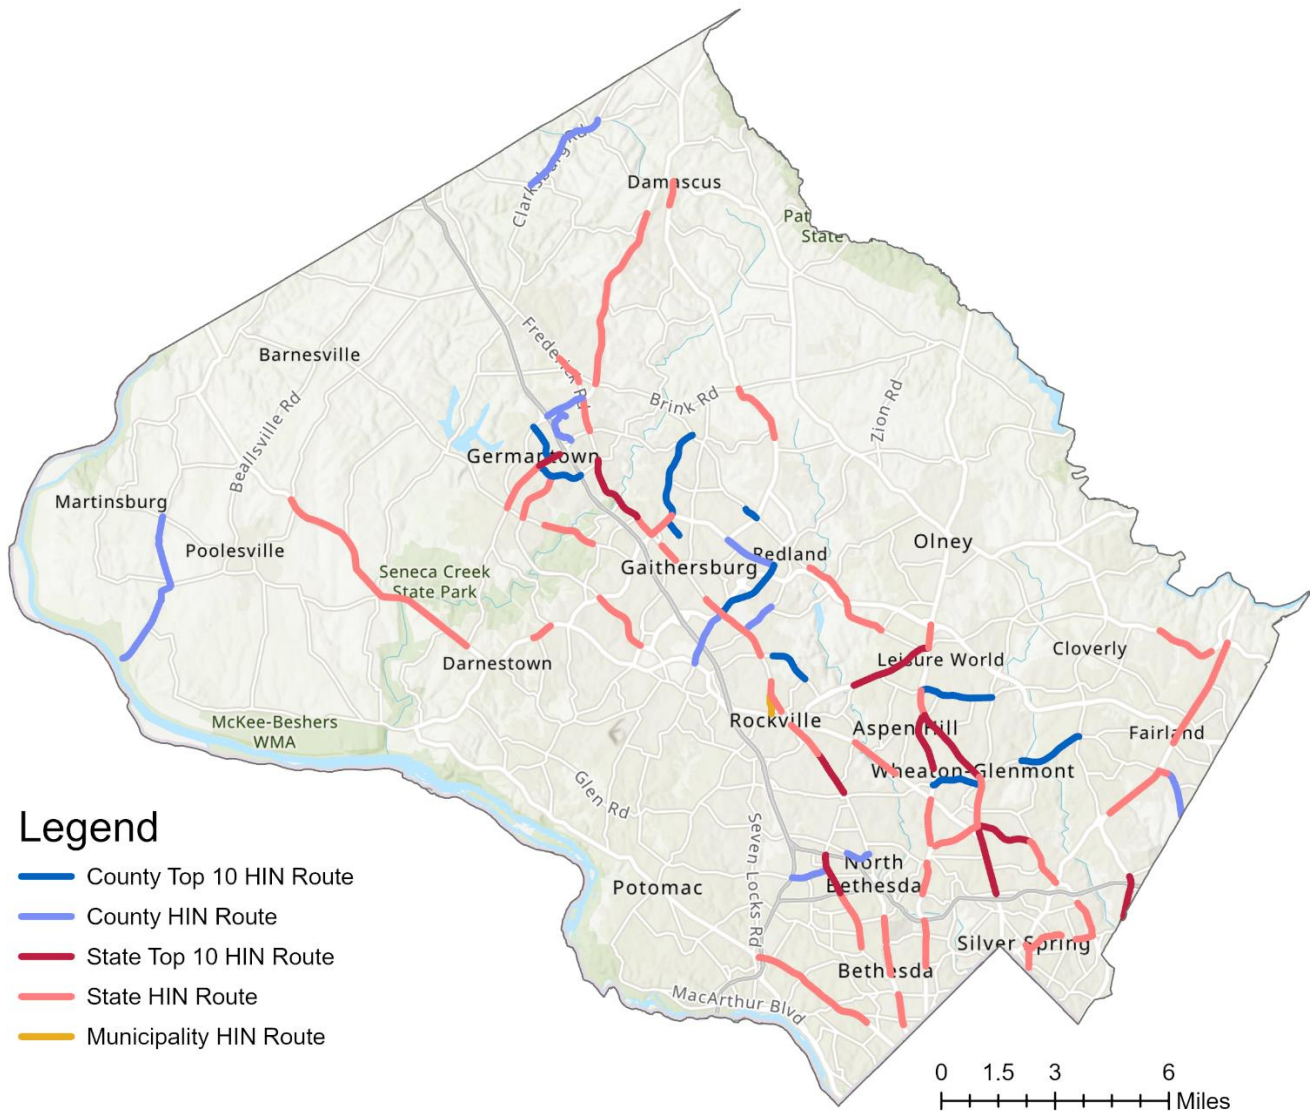 Clarksburg Rd
Damascus
Pat
State
Frederick Rd
Barnesville
Brink Rd
Zion Rd
Beallsville Rd
Germantown
Martinsburg
Poolesville
Olney
Redland
Gaithersburg
Seneca Creek
State Park
Darnestown
Leisure World
Cloverly
McKee-Beshers
WMA
Rockville
Aspen Hill
Fairland
Wheaton-Glenmont
Glen Rd
Seven Locks Rd
North
Bethesda
Potomac
Silver Spring
Bethesda
MacArthur Blvd
Legend
County Top 10 HIN Route
County HIN Route
State Top 10 HIN Route
State HIN Route
Municipality HIN Route
0 1.5 3 6
Miles